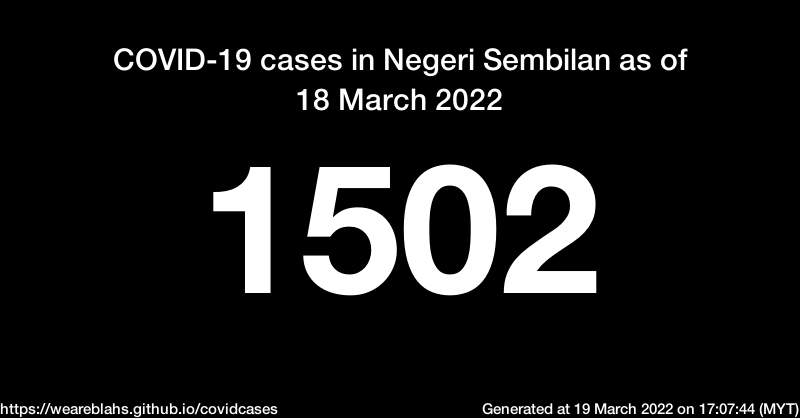 COVID-19 cases in Negeri Sembilan as of
18 March 2022
1502
https://weareblahs.github.io/covidcases
Generated at 19 March 2022 on 17:07:44 (MYT)